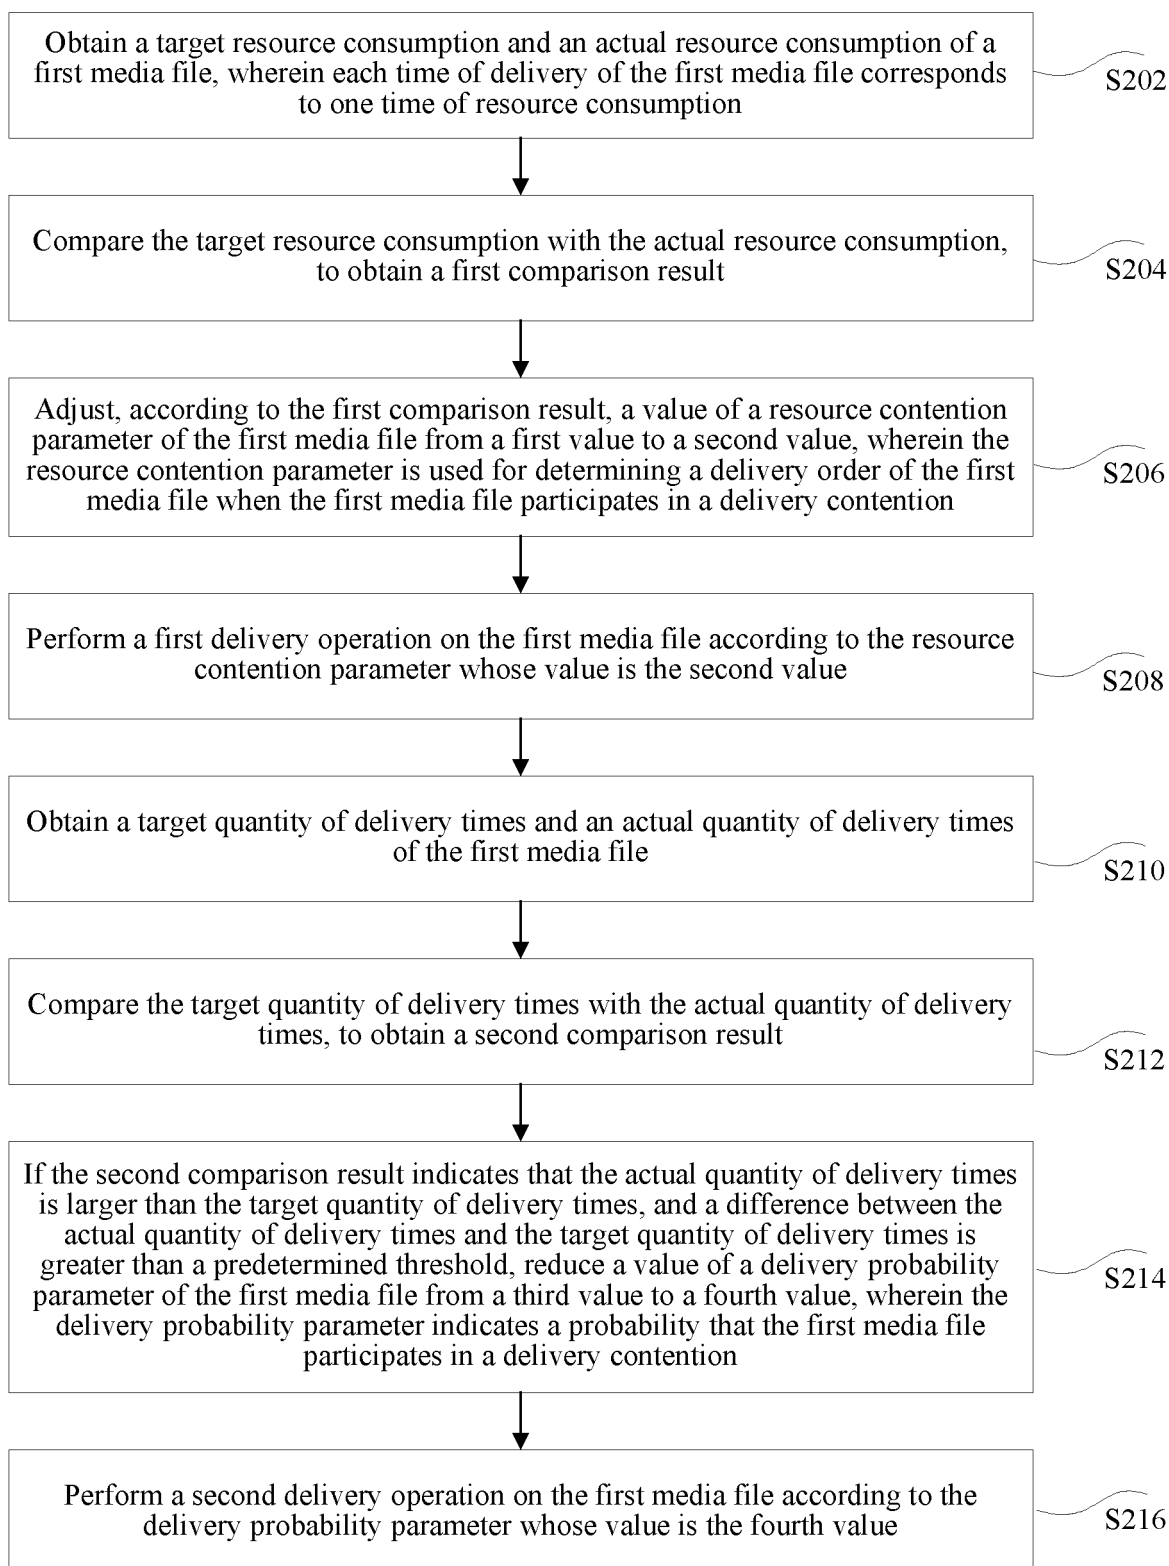 Obtain a target resource consumption and an actual resource consumption of a
first media file, wherein each time of delivery of the first media file corresponds
to one time of resource consumption
S202
Compare the target resource consumption with the actual resource consumption,
to obtain a first comparison result
S204
Adjust, according to the first comparison result, a value of a resource contention
parameter of the first media file from a first value to a second value, wherein the
resource contention parameter is used for determining a delivery order of the first
media file when the first media file participates in a delivery contention
S206
Perform a first delivery operation on the first media file according to the resource
contention parameter whose value is the second value
S208
Obtain a target quantity of delivery times and an actual quantity of delivery times
of the first media file
S210
Compare the target quantity of delivery times with the actual quantity of delivery
times, to obtain a second comparison result
S212
If the second comparison result indicates that the actual quantity of delivery times
is larger than the target quantity of delivery times, and a difference between the
actual quantity of delivery times and the target quantity of delivery times is
greater than a predetermined threshold, reduce a value of a delivery probability
parameter of the first media file from a third value to a fourth value, wherein the
delivery probability parameter indicates a probability that the first media file
participates in a delivery contention
S214
Perform a second delivery operation on the first media file according to the
delivery probability parameter whose value is the fourth value
S216